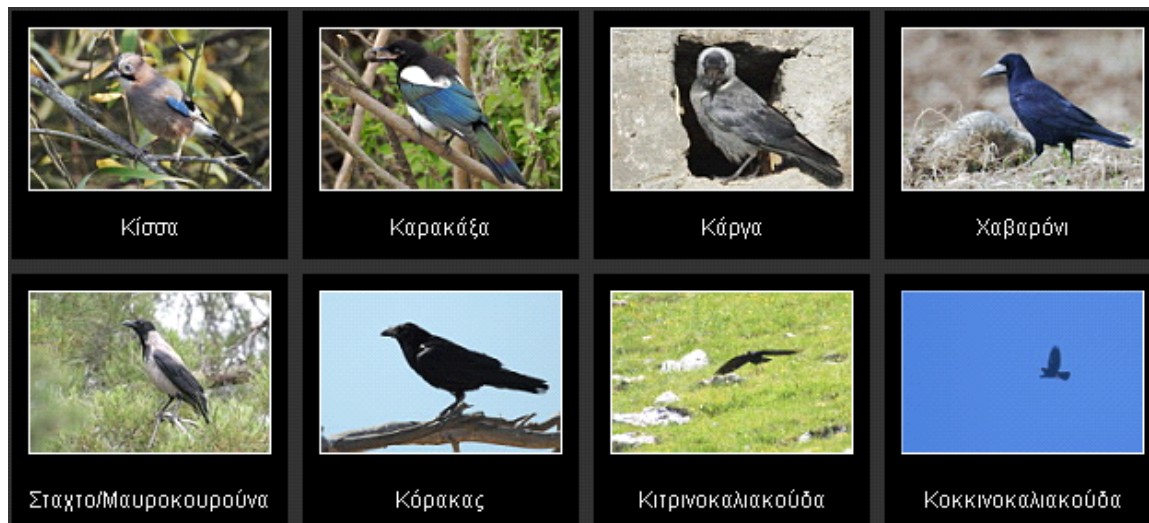 Κίσσα
Καρακάξα
Κάργα
Χαβαρόνι
Σταχτο/Μαυροκουρούνα
Κόρακας
Κιτρινοκαλιακούδα
Κοκκινοκαλιακούδα